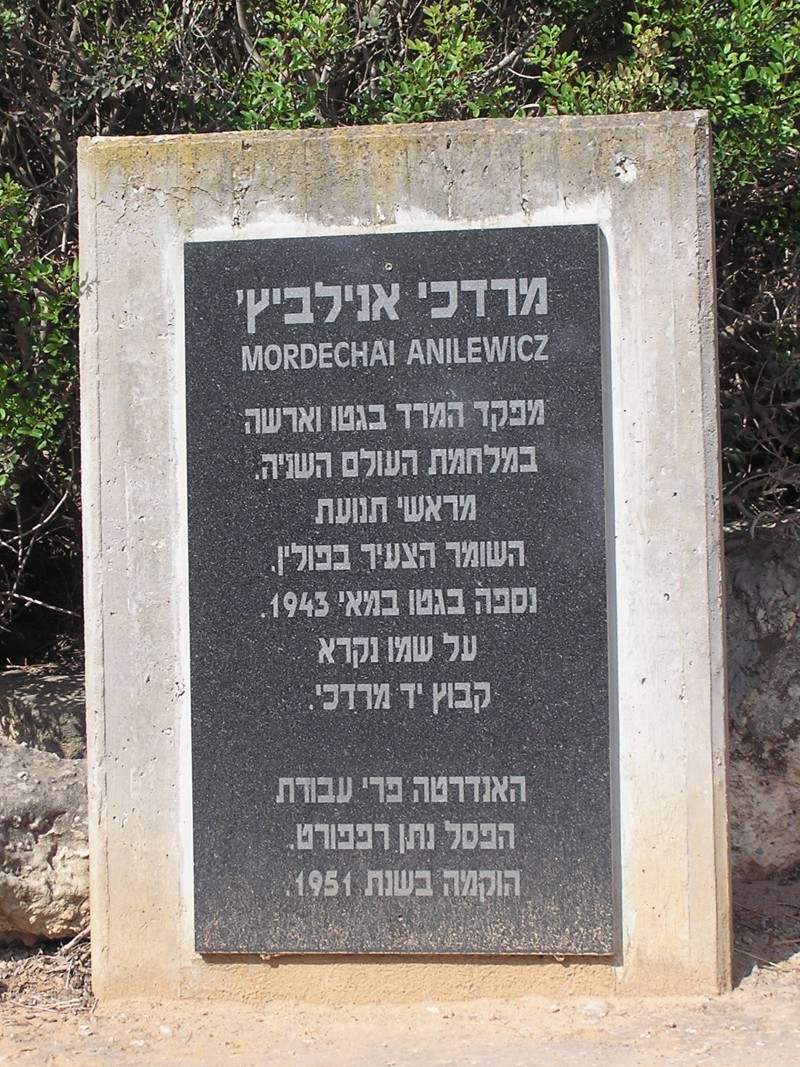 מרדכי אנילביץ'
MORDECHAI ANILEWICZ
מפקד המרד בגטו וארשה
במלחמת העולם השניה.
מראשי תנועת
השומר הצעיר בפולין.
נספה בגטו במאי 1943.
על שמו נקרא
קבוץ יד מרדכי.
האנדרטה פרי עבודת
הפסל נתן רפפורט.
הוקמה בשנת 1951.